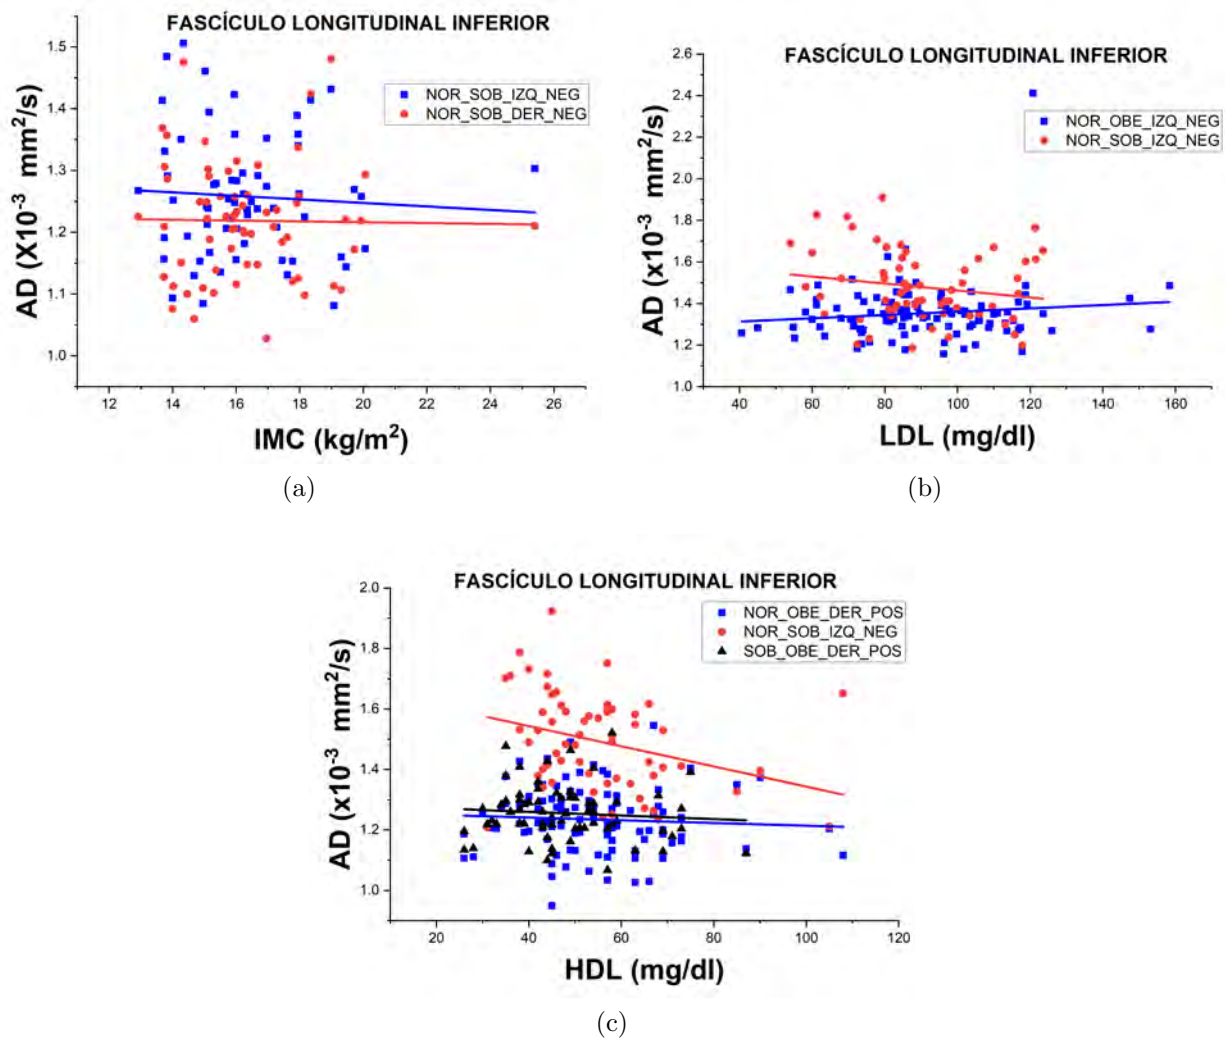 FASCÍCULO LONGITUDINAL INFERIOR
1.5
1.4
1.3
1.2
1.1
1.0
AD (X10-3 mm2/s)
NOR_SOB_IZQ_NEG
NOR_SOB_DER_NEG
12 14 16 18 20 22 24 26
IMC (kg/m2)
(a)
FASCÍCULO LONGITUDINAL INFERIOR
2.6
2.4
2.2
2.0
1.8
1.6
1.4
1.2
1.0
AD (x10-3 mm2/s)
NOR_OBE_IZQ_NEG
NOR_SOB_IZQ_NEG
40 60 80 100 120 140 160
LDL (mg/dl)
(b)
FASCÍCULO LONGITUDINAL INFERIOR
2.0
1.8
1.6
1.4
1.2
1.0
AD (x10-3 mm2/s)
NOR_OBE_DER_POS
NOR_SOB_IZQ_NEG
SOB_OBE_DER_POS
20 40 60 80 100 120
HDL (mg/dl)
(c)